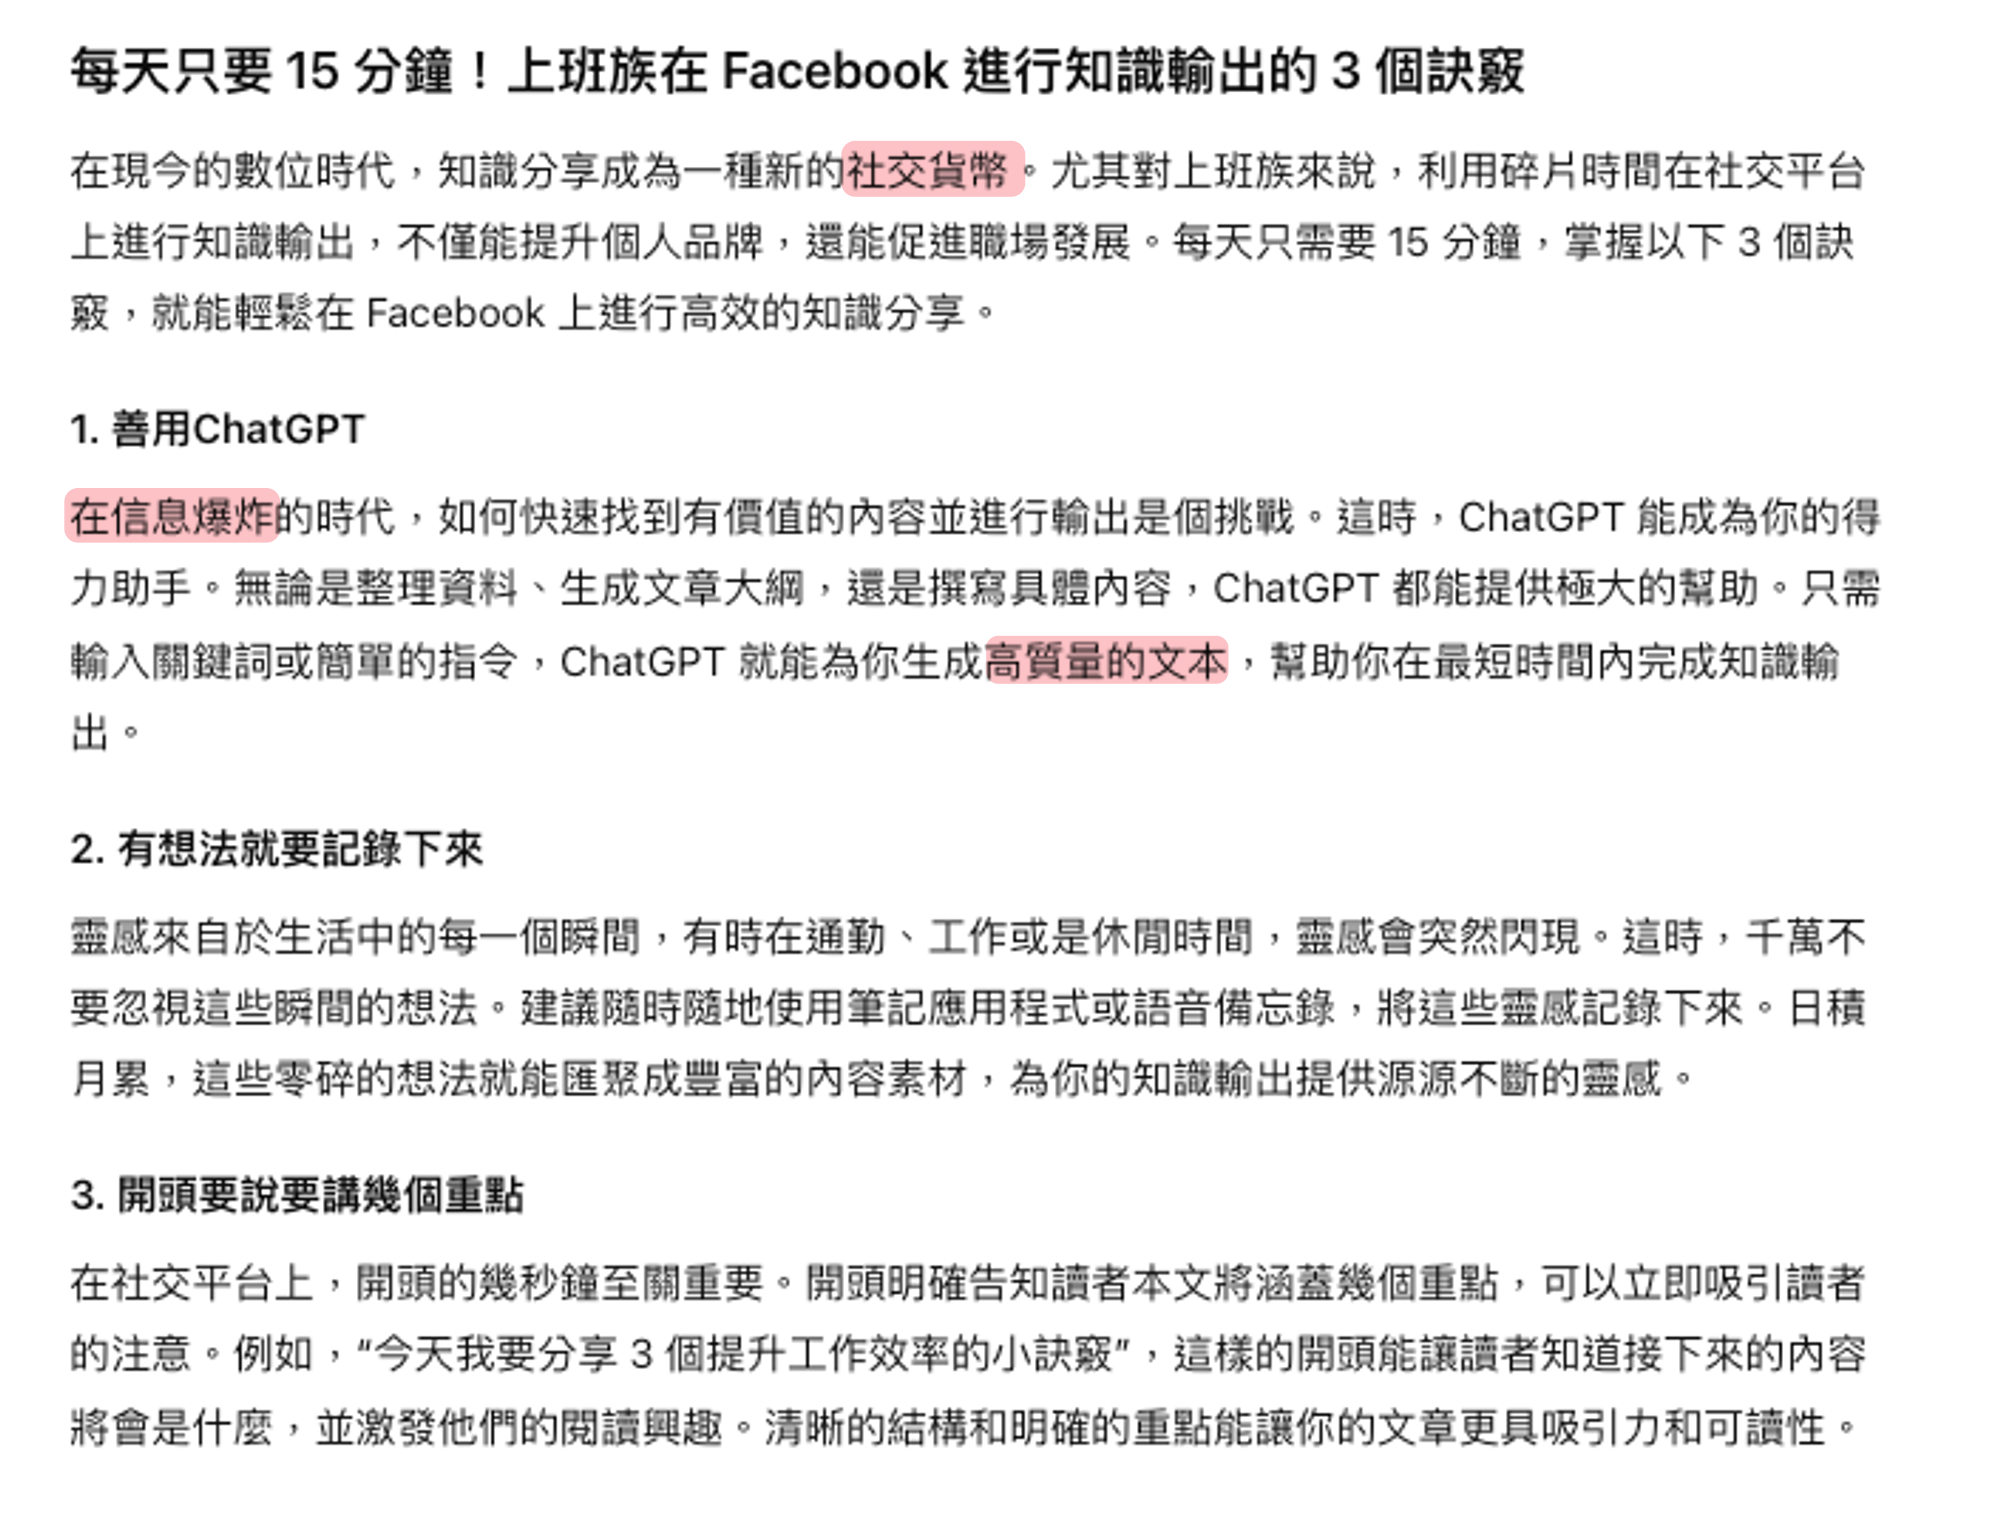 每天只要 15 分鐘！上班族在 Facebook 進行知識輸出的 3 個訣竅
在現今的數位時代，知識分享成為一種新的社交貨幣。尤其對上班族來說，利用碎片時間在社交平台
上進行知識輸出，不僅能提升個人品牌，還能促進職場發展。每天只需要 15 分鐘，掌握以下 3 個訣
竅，就能輕鬆在 Facebook 上進行高效的知識分享。
1. 善用ChatGPT
在信息爆炸的時代，如何快速找到有價值的內容並進行輸出是個挑戰。這時，ChatGPT 能成為你的得
力助手。無論是整理資料、生成文章大綱，還是撰寫具體內容，ChatGPT 都能提供極大的幫助。只需
輸入關鍵詞或簡單的指令，ChatGPT 就能為你生成高質量的文本，幫助你在最短時間內完成知識輸
出。
2. 有想法就要記錄下來
靈感來自於生活中的每一個瞬間，有時在通勤、工作或是休閒時間，靈感會突然閃現。這時，千萬不
要忽視這些瞬間的想法。建議隨時隨地使用筆記應用程式或語音備忘錄，將這些靈感記錄下來。日積
月累，這些零碎的想法就能匯聚成豐富的內容素材，為你的知識輸出提供源源不斷的靈感。
3. 開頭要說要講幾個重點
在社交平台上，開頭的幾秒鐘至關重要。開頭明確告知讀者本文將涵蓋幾個重點，可以立即吸引讀者
的注意。例如，“今天我要分享 3 個提升工作效率的小訣竅”，這樣的開頭能讓讀者知道接下來的內容
將會是什麼，並激發他們的閱讀興趣。清晰的結構和明確的重點能讓你的文章更具吸引力和可讀性。